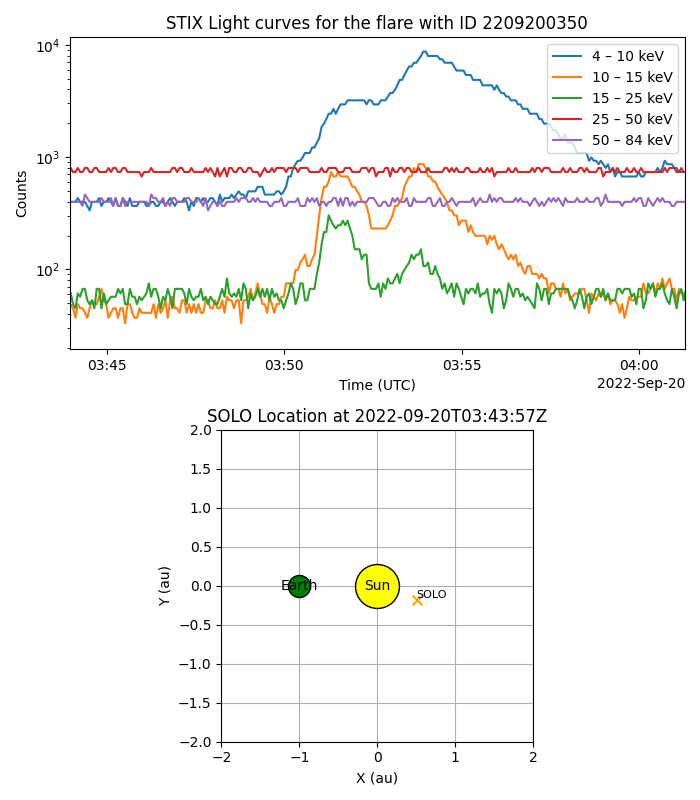 STIX Light curves for the flare with ID 2209200350
10⁴
10³
10²
Counts
4 – 10 keV
10 – 15 keV
15 – 25 keV
25 – 50 keV
50 – 84 keV
03:45
03:50
03:55
04:00
Time (UTC)
2022-Sep-20
SOLO Location at 2022-09-20T03:43:57Z
2.0
1.5
1.0
0.5
0.0
−0.5
−1.0
−1.5
−2.0
Y (au)
Earth
Sun
SOLO
−2
−1
0
1
2
X (au)